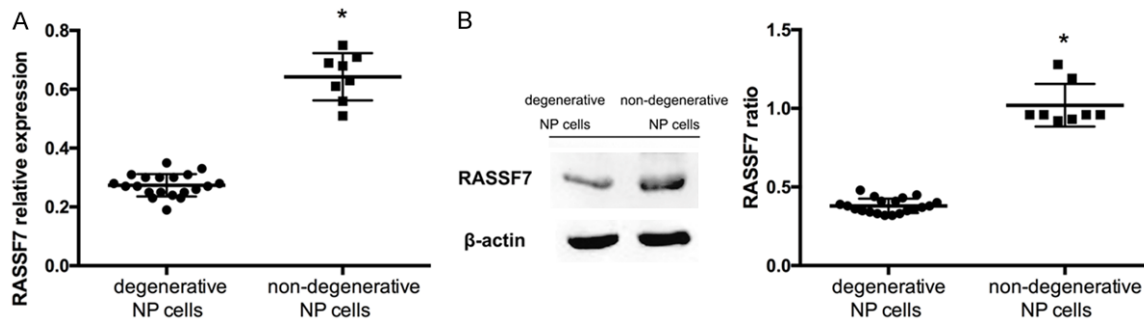 A
RASSF7 relative expression
0.8
0.6
0.4
0.2
0.0
*
degenerative
NP cells
non-degenerative
NP cells
B
degenerative
NP cells
non-degenerative
NP cells
RASSF7
β-actin
RASSF7 ratio
1.5
1.0
0.5
0.0
*
degenerative
NP cells
non-degenerative
NP cells